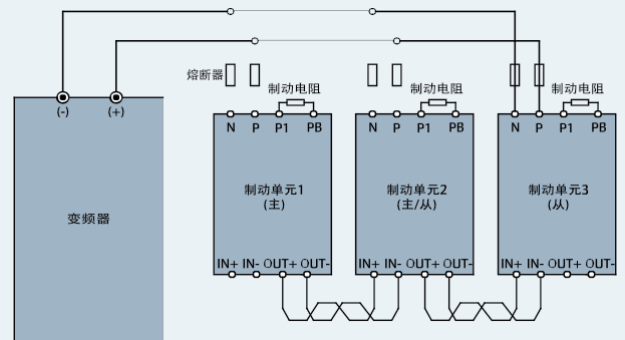 熔断器
制动电阻
制动电阻
制动电阻
(-)
(+)
变频器
N P P1 PB
制动单元1
(主)
IN+ IN- OUT+ OUT-
N P P1 PB
制动单元2
(主/从)
IN+ IN- OUT+ OUT-
N P P1 PB
制动单元3
(从)
IN+ IN- OUT+ OUT-